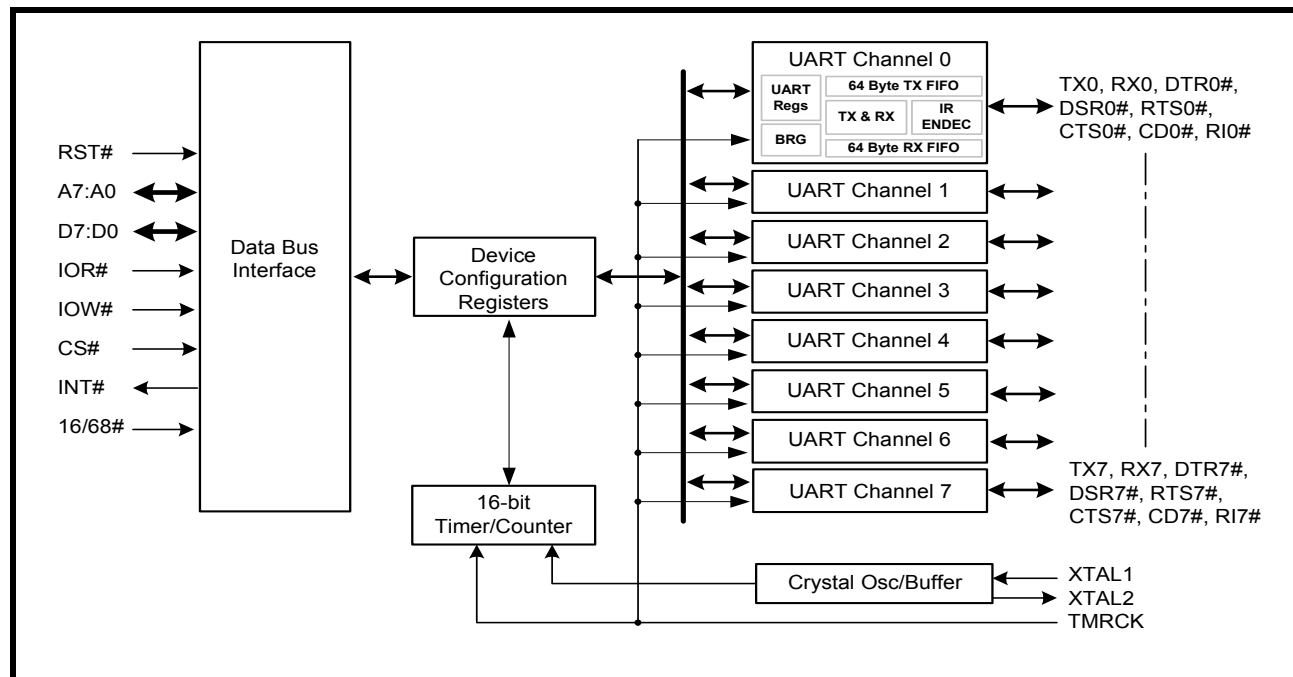 RST#
A7:A0
D7:D0
IOR#
IOW#
CS#
INT#
16/68#
Data Bus
Interface
Device
Configuration
Registers
16-bit
Timer/Counter
UART Channel 0
UART
Regs
BRG
64 Byte TX FIFO
TX & RX
IR
ENDEC
64 Byte RX FIFO
UART Channel 1
UART Channel 2
UART Channel 3
UART Channel 4
UART Channel 5
UART Channel 6
UART Channel 7
Crystal Osc/Buffer
TX0, RX0, DTR0#,
DSR0#, RTS0#,
CTS0#, CD0#, RI0#
TX7, RX7, DTR7#,
DSR7#, RTS7#,
CTS7#, CD7#, RI7#
XTAL1
XTAL2
TMRCK